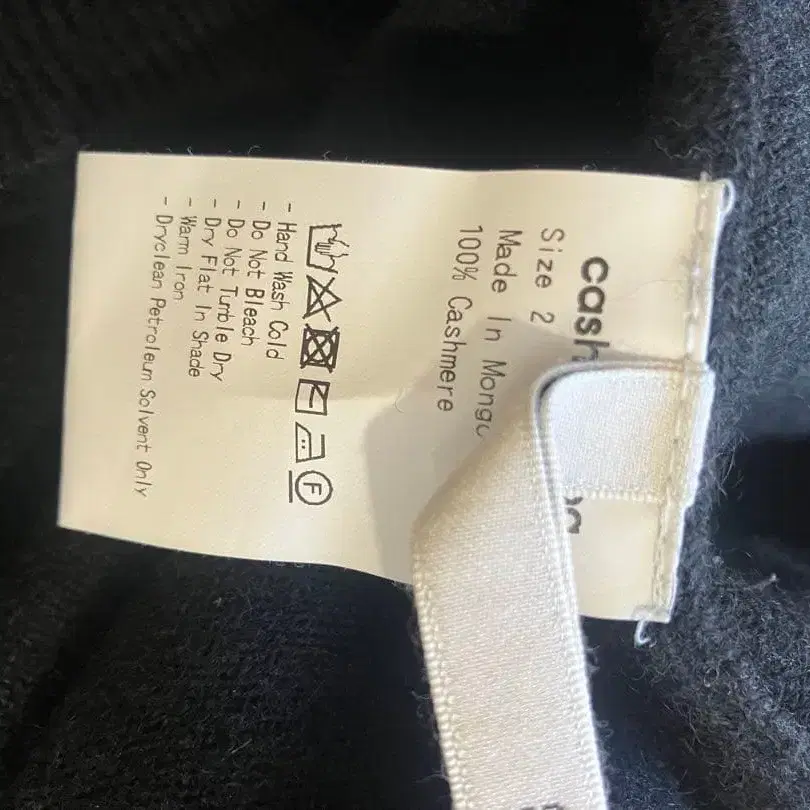 cash
Size 2
Made In Mongo
100% Cashmere
F
- Hand Wash Cold
- Do Not Bleach
- Do Not Tumble Dry
- Dry Flat In Shade
- Warm Iron
- Dryclean Petroleum Solvent Only